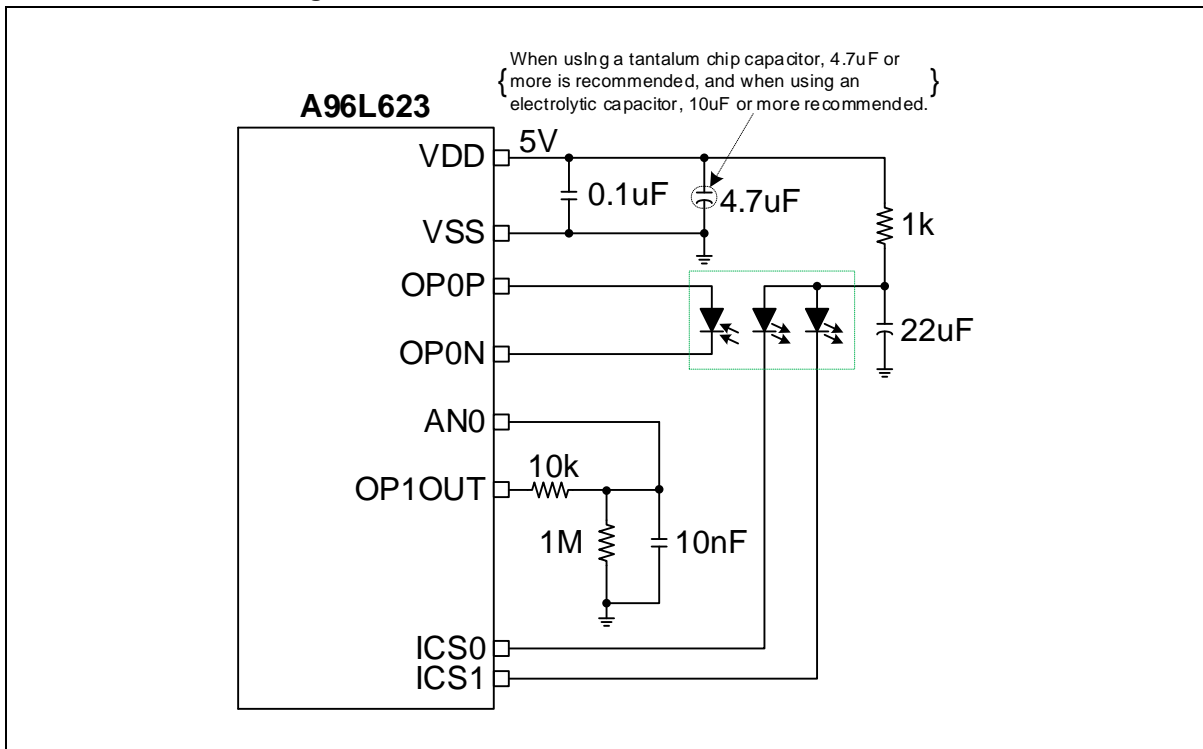 When usIng a tantalum chip capacitor, 4.7uF or
{ more is recommended, and when using an }
electrolytic capacitor, 10uF or more recommended.
A96L623
VDD
5V
0.1uF
4.7uF
VSS
1k
OP0P
22uF
OP0N
AN0
10k
OP1OUT
1M
10nF
ICS0
ICS1